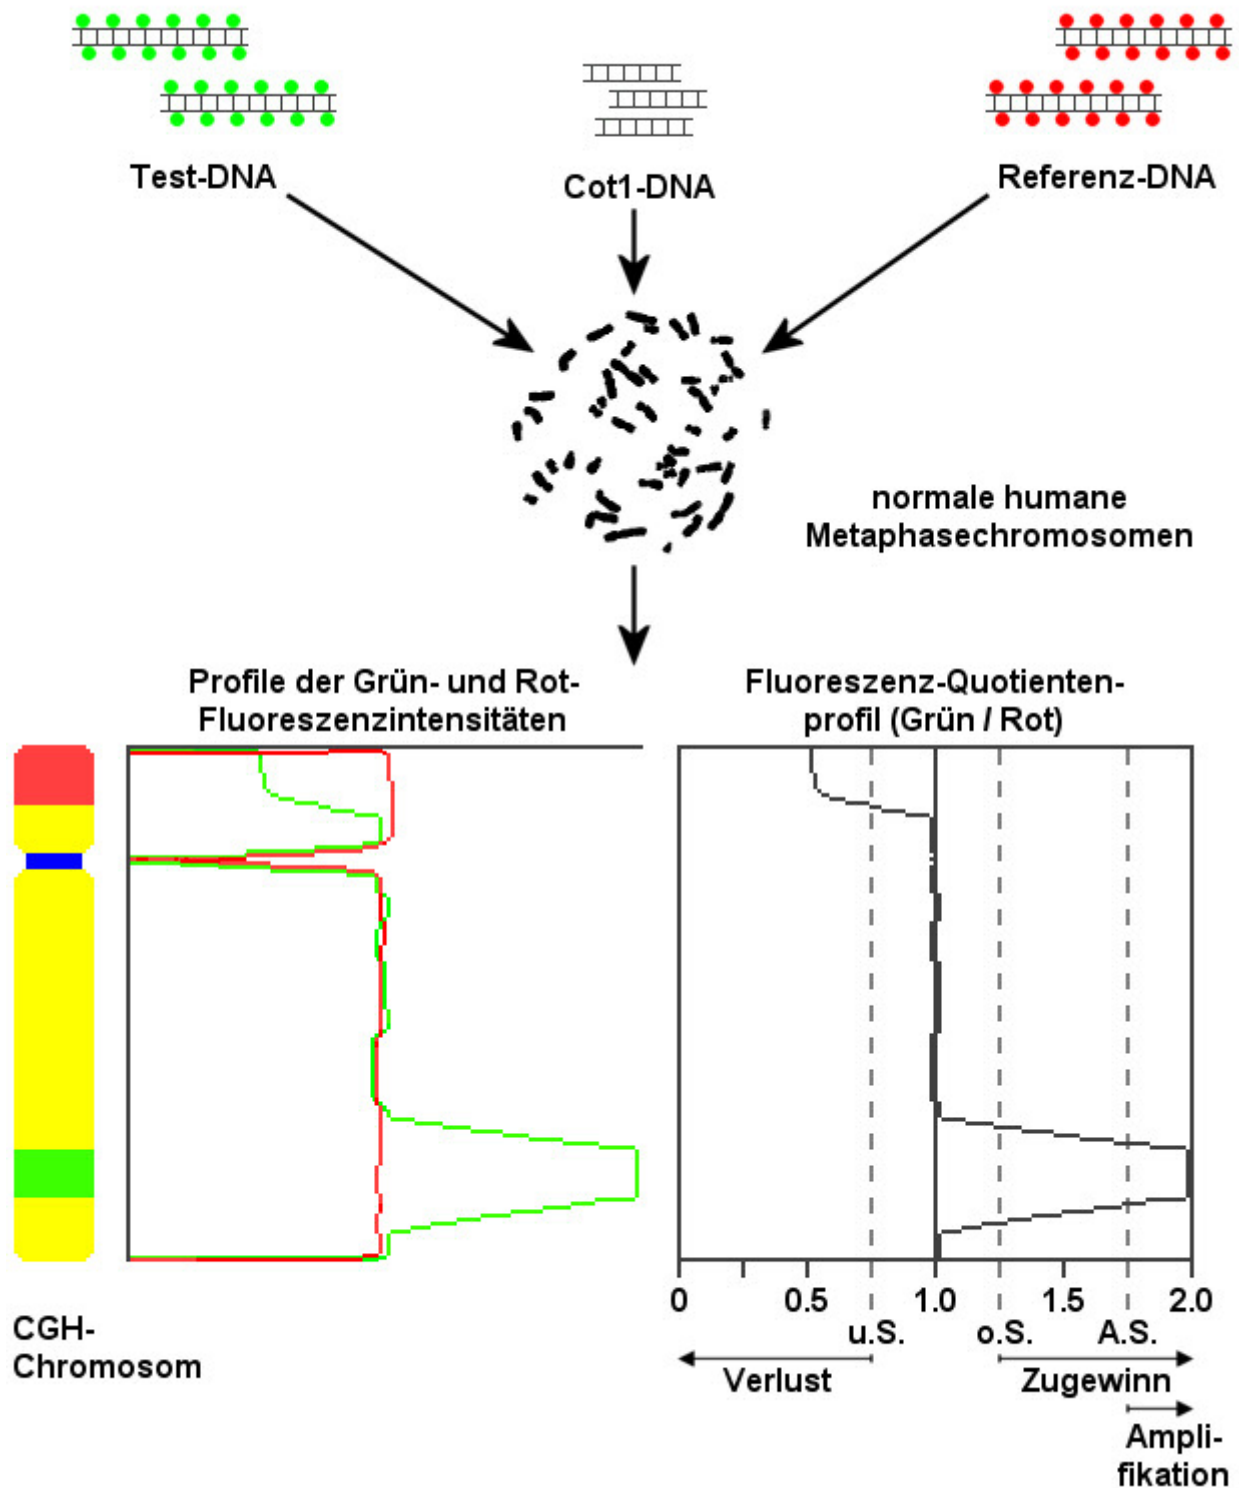 Test-DNA
Cot1-DNA
Referenz-DNA
normale humane
Metaphasechromosomen
Profile der Grün- und Rot-
Fluoreszenzintensitäten
Fluoreszenz-Quotienten-
profil (Grün / Rot)
0 0.5 1.0 1.5 2.0
u.S. o.S. A.S.
CGH-
Chromosom
Verlust Zugewinn
Ampli-
fikation